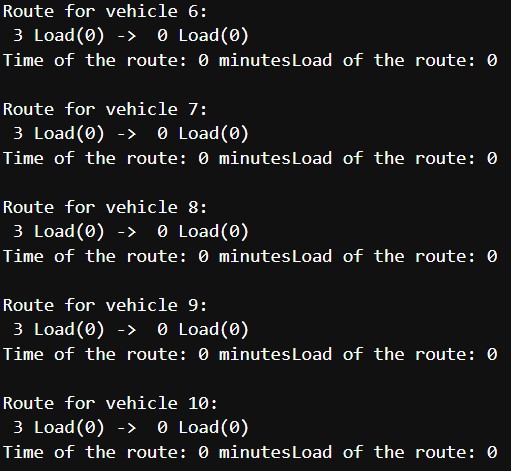 Route for vehicle 6:
 3 Load(0) ->  0 Load(0)
Time of the route: 0 minutesLoad of the route: 0
Route for vehicle 7:
 3 Load(0) ->  0 Load(0)
Time of the route: 0 minutesLoad of the route: 0
Route for vehicle 8:
 3 Load(0) ->  0 Load(0)
Time of the route: 0 minutesLoad of the route: 0
Route for vehicle 9:
 3 Load(0) ->  0 Load(0)
Time of the route: 0 minutesLoad of the route: 0
Route for vehicle 10:
 3 Load(0) ->  0 Load(0)
Time of the route: 0 minutesLoad of the route: 0